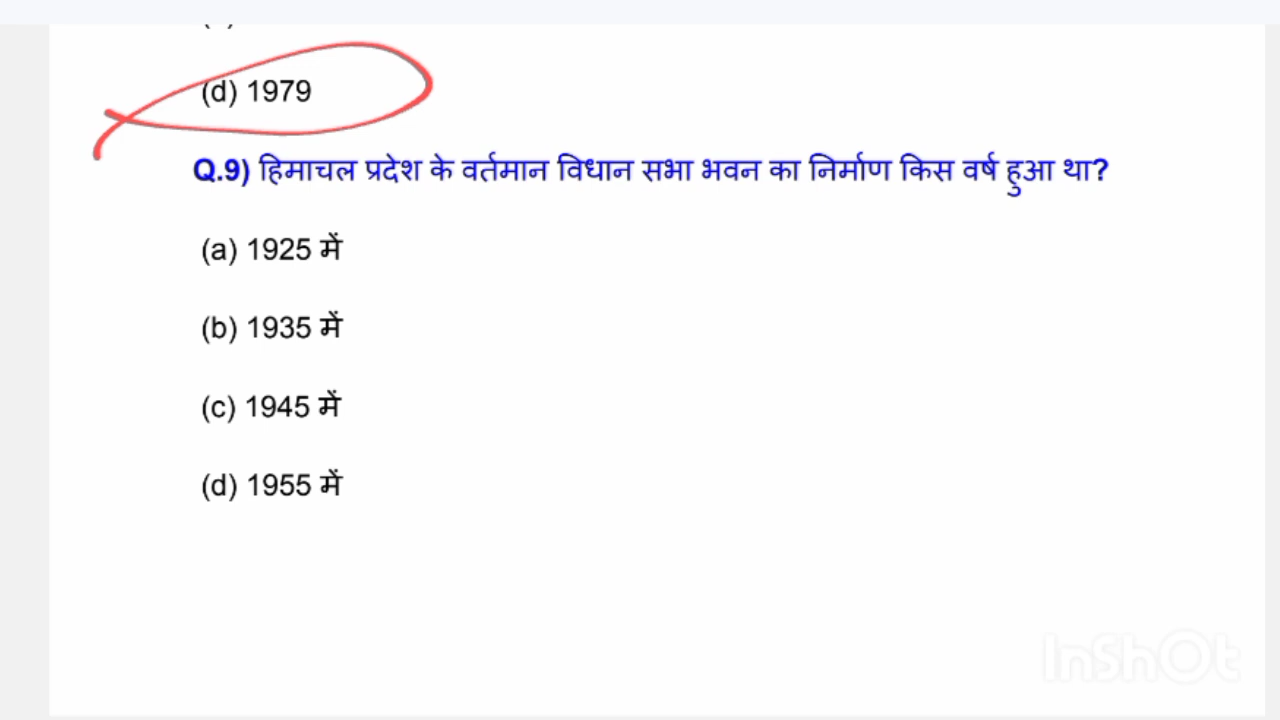 (d) 1979
Q.9) हिमाचल प्रदेश के वर्तमान विधान सभा भवन का निर्माण किस वर्ष हुआ था?
(a) 1925 में
(b) 1935 में
(c) 1945 में
(d) 1955 में
InShOt